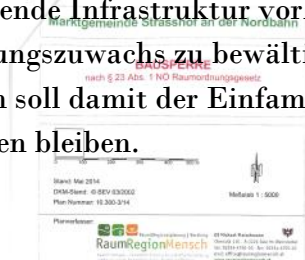 ende Infrastruktur vor
Marktgemeinde Strasshof an der Nordbahn
ungszuwachs zu bewälti
BAUSPERRE
nach § 23 Abs. 1 NÖ Raumordnungsgesetz
n soll damit der Einfam
en bleiben.
Stand: Mai 2014
DKM-Stand: © BEV 03/2002
Plan Nummer: 10.300-3/14
Maßstab 1 : 5000
Planverfasser:
RaumRegionMensch